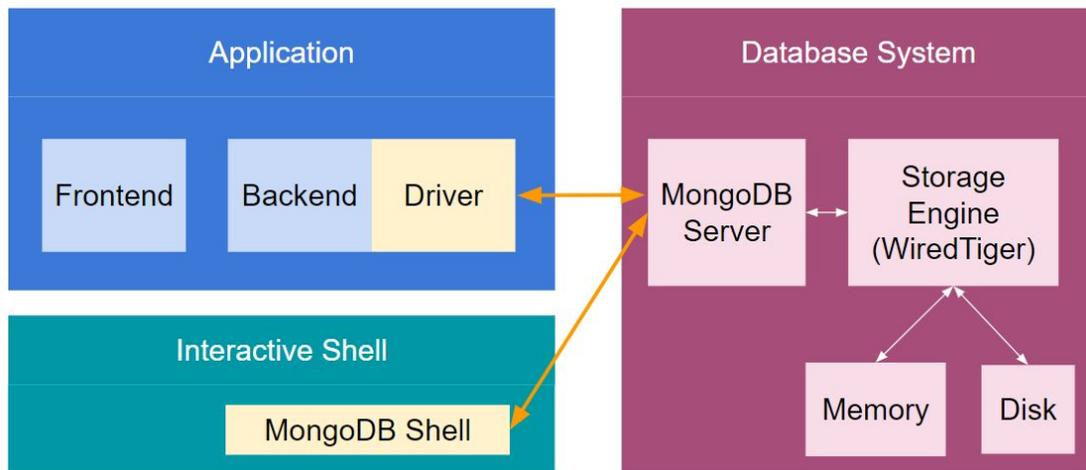 Application
Frontend
Backend
Driver
Interactive Shell
MongoDB Shell
Database System
MongoDB
Server
Storage
Engine
(WiredTiger)
Memory
Disk